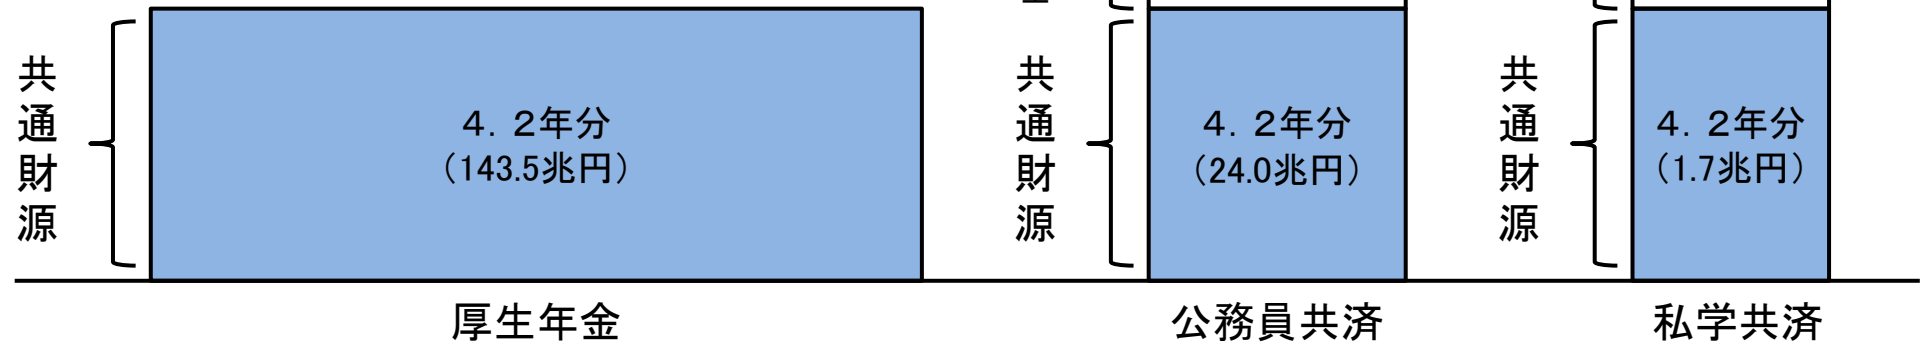 共通財源
4．2年分
（143.5兆円）
厚生年金
共通財源
4．2年分
（24.0兆円）
公務員共済
共通財源
4．2年分
（1.7兆円）
私学共済